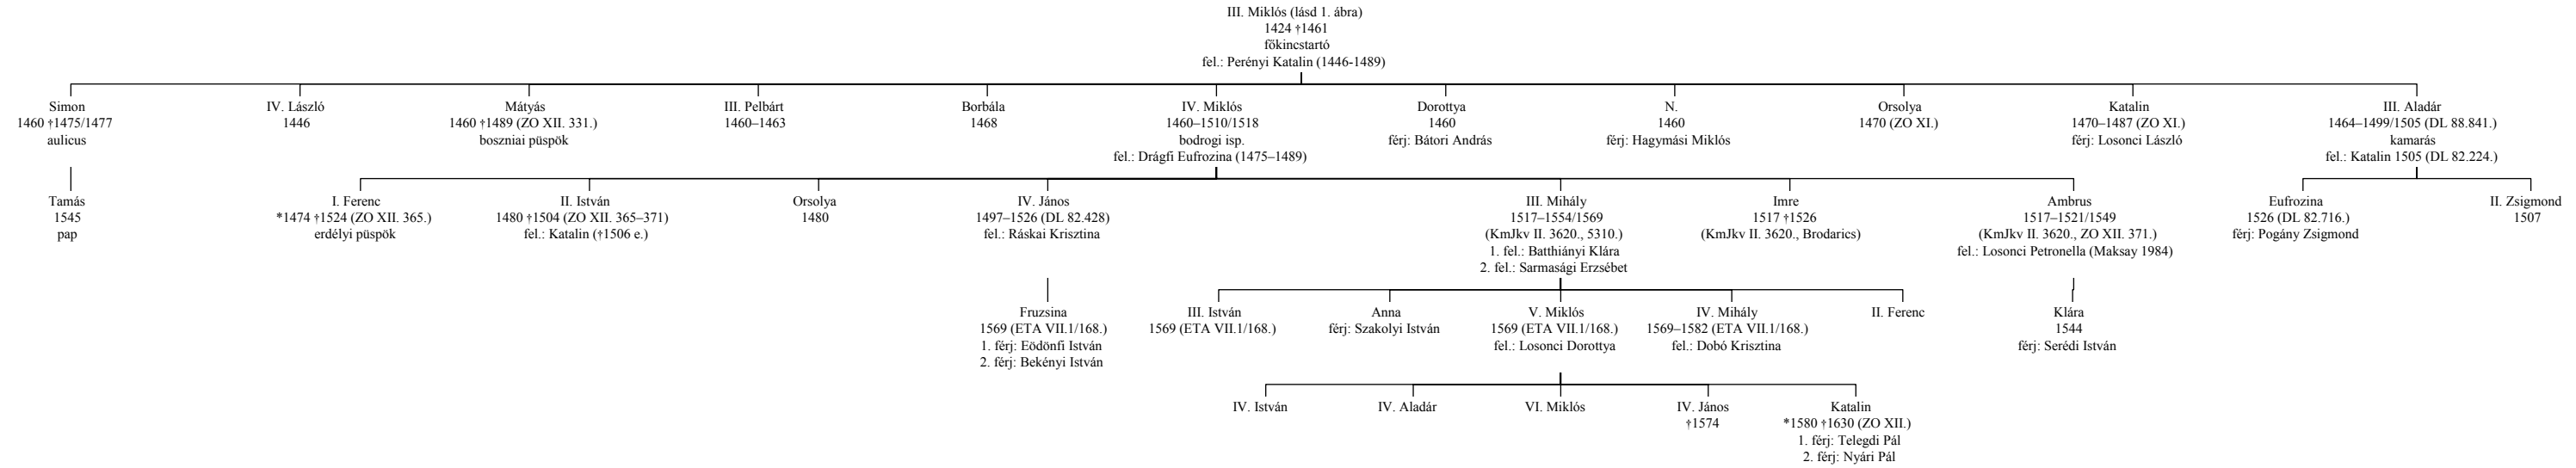 III. Miklós (lásd 1. ábra)
1424 †1461
főkincstartó
fel.: Perényi Katalin (1446-1489)
Simon
1460 †1475/1477
aulicus
IV. László
1446
Mátyás
1460 †1489 (ZO XII. 331.)
boszniai püspök
III. Pelbárt
1460–1463
Borbála
1468
IV. Miklós
1460–1510/1518
bodrogi isp.
fel.: Drágfi Eufrozina (1475–1489)
Dorottya
1460
férj: Bátori András
N.
1460
férj: Hagymási Miklós
Orsolya
1470 (ZO XI.)
Katalin
1470–1487 (ZO XI.)
férj: Losonci László
III. Aladár
1464–1499/1505 (DL 88.841.)
kamarás
fel.: Katalin 1505 (DL 82.224.)
Tamás
1545
pap
I. Ferenc
*1474 †1524 (ZO XII. 365.)
erdélyi püspök
II. István
1480 †1504 (ZO XII. 365–371)
fel.: Katalin (†1506 e.)
Orsolya
1480
IV. János
1497–1526 (DL 82.428)
fel.: Ráskai Krisztina
III. Mihály
1517–1554/1569
(KmJkv II. 3620., 5310.)
1. fel.: Batthiányi Klára
2. fel.: Sarmasági Erzsébet
Imre
1517 †1526
(KmJkv II. 3620., Brodarics)
Ambrus
1517–1521/1549
(KmJkv II. 3620., ZO XII. 371.)
fel.: Losonci Petronella (Maksay 1984)
Eufrozina
1526 (DL 82.716.)
férj: Pogány Zsigmond
II. Zsigmond
1507
Fruzsina
1569 (ETA VII.1/168.)
1. férj: Eödönfi István
2. férj: Bekényi István
III. István
1569 (ETA VII.1/168.)
Anna
férj: Szakolyi István
V. Miklós
1569 (ETA VII.1/168.)
fel.: Losonci Dorottya
IV. Mihály
1569–1582 (ETA VII.1/168.)
fel.: Dobó Krisztina
II. Ferenc
Klára
1544
férj: Serédi István
IV. István
IV. Aladár
VI. Miklós
IV. János
†1574
Katalin
*1580 †1630 (ZO XII.)
1. férj: Telegdi Pál
2. férj: Nyári Pál